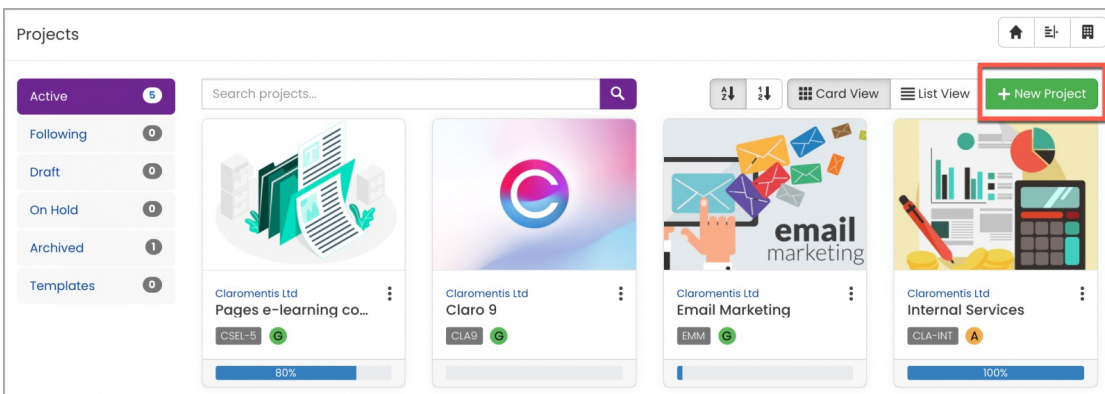 Projects
Active 5
Following 0
Draft 0
On Hold 0
Archived 1
Templates 0
Search projects...
A Z
1 2
Card View
List View
+ New Project
Claromentis Ltd
Pages e-learning co...
CSEL-5 G
80%
Claromentis Ltd
Claro 9
CLA9 G
email
marketing
Claromentis Ltd
Email Marketing
EMM G
Claromentis Ltd
Internal Services
CLA-INT A
100%